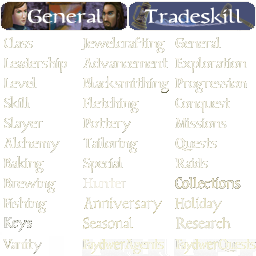 General Tradeskill
Class Jewelcrafting General
Leadership Advancement Exploration
Level Blacksmithing Progression
Skill Fletching Conquest
Slayer Pottery Missions
Alchemy Tailoring Quests
Baking Special Raids
Brewing Hunter Collections
Fishing Anniversary Holiday
Keys Seasonal Research
Vanity